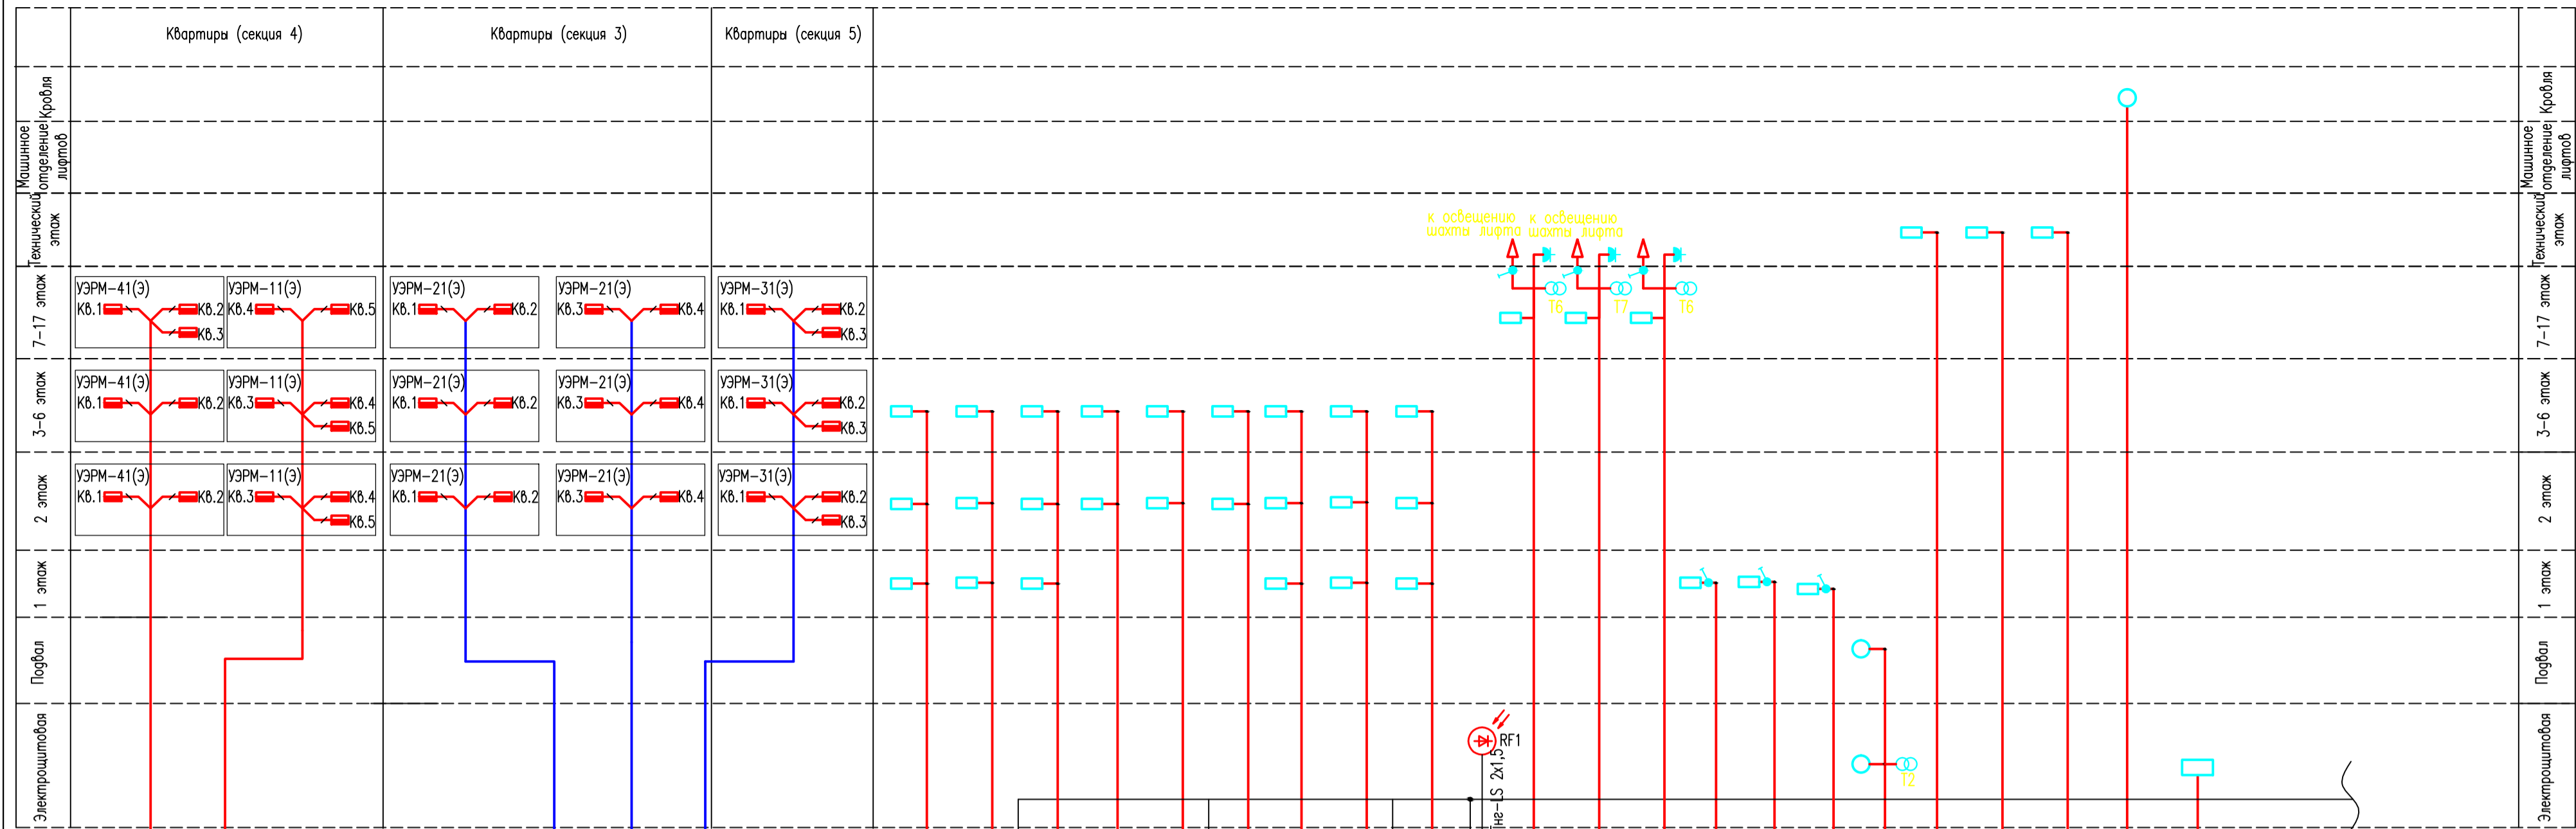 Квартиры (секция 4)
Квартиры (секция 3)
Квартиры (секция 5)
Кровля
Кровля
Машинное
отделение
лифтов
Машинное
отделение
лифтов
Технический
этаж
к освещению
шахты лифта
к освещению
шахты лифта
Технический
этаж
7-17 этаж
УЭРМ-41(Э)
Кв.1
Кв.2
Кв.3
УЭРМ-11(Э)
Кв.4
Кв.5
УЭРМ-21(Э)
Кв.1
Кв.2
УЭРМ-21(Э)
Кв.3
Кв.4
УЭРМ-31(Э)
Кв.1
Кв.2
Кв.3
Т6
Т7
Т6
7-17 этаж
3-6 этаж
УЭРМ-41(Э)
Кв.1
Кв.2
УЭРМ-11(Э)
Кв.3
Кв.4
Кв.5
УЭРМ-21(Э)
Кв.1
Кв.2
УЭРМ-21(Э)
Кв.3
Кв.4
УЭРМ-31(Э)
Кв.1
Кв.2
Кв.3
3-6 этаж
2 этаж
УЭРМ-41(Э)
Кв.1
Кв.2
УЭРМ-11(Э)
Кв.3
Кв.4
Кв.5
УЭРМ-21(Э)
Кв.1
Кв.2
УЭРМ-21(Э)
Кв.3
Кв.4
УЭРМ-31(Э)
Кв.1
Кв.2
Кв.3
2 этаж
1 этаж
1 этаж
Подвал
Подвал
Электрощитовая
RF1
нг-LS 2х1,5
Т2
Электрощитовая